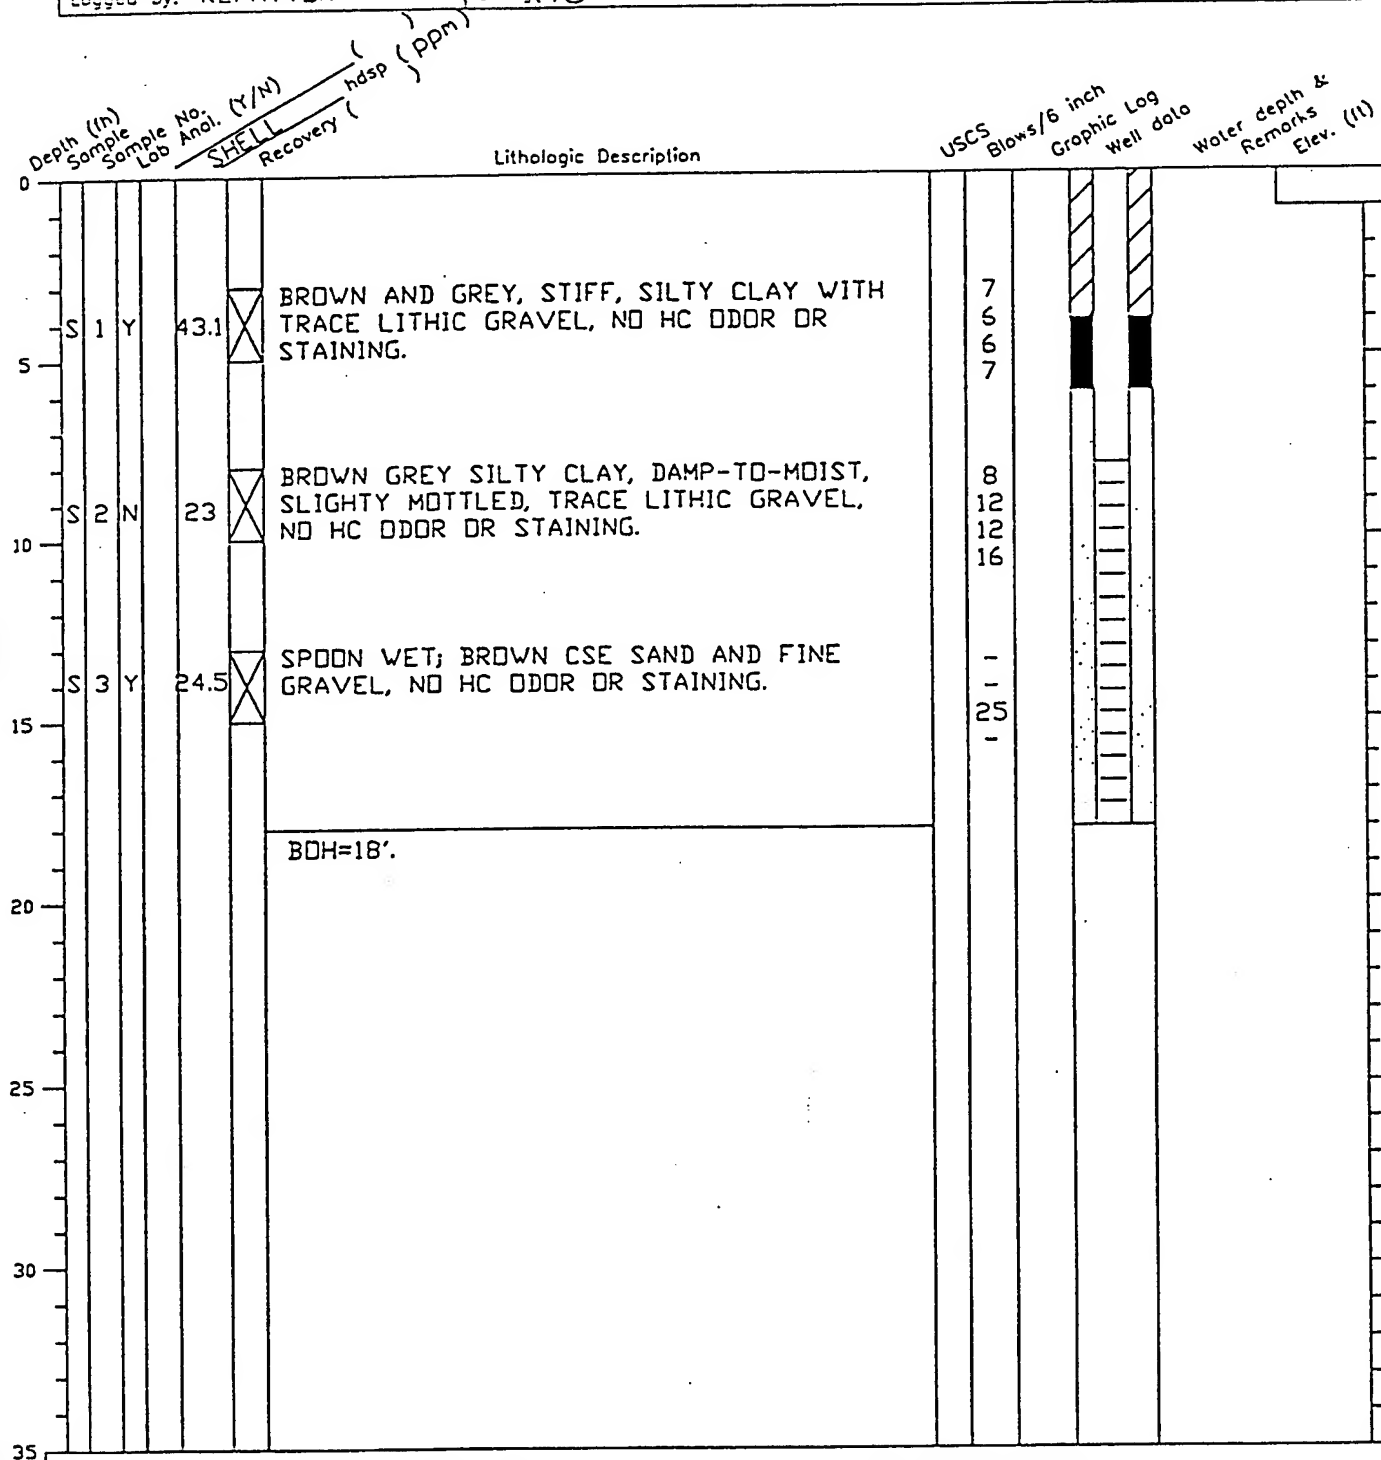 Logged by:
( )
hdsp (ppm)
( )
Depth (ft)
Sample
Sample No.
Lab Anal. (Y/N)
SHELL
Recovery (
Lithologic Description
USCS
Blows/6 inch
Graphic Log
Well data
Water depth &
Remarks
Elev. (ft)
0
BROWN AND GREY, STIFF, SILTY CLAY WITH
TRACE LITHIC GRAVEL, NO HC ODOR OR
STAINING.
S 1 Y 43.1
7
6
6
7
5
BROWN GREY SILTY CLAY, DAMP-TO-MOIST,
SLIGHTY MOTTLED, TRACE LITHIC GRAVEL,
NO HC ODOR OR STAINING.
S 2 N 23
8
12
12
16
10
SPOON WET; BROWN CSE SAND AND FINE
GRAVEL, NO HC ODOR OR STAINING.
S 3 Y 24.5
-
-
25
-
15
BOH=18'.
20
25
30
35